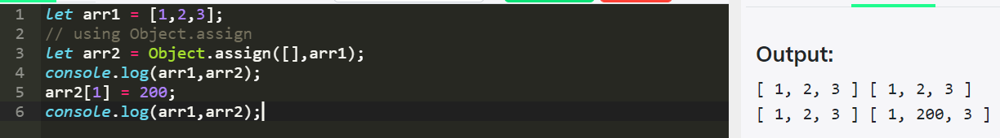 1 let arr1 = [1,2,3];
2 // using Object.assign
3 let arr2 = Object.assign([],arr1);
4 console.log(arr1,arr2);
5 arr2[1] = 200;
6 console.log(arr1,arr2);
Output:
[ 1, 2, 3 ] [ 1, 2, 3 ]
[ 1, 2, 3 ] [ 1, 200, 3 ]